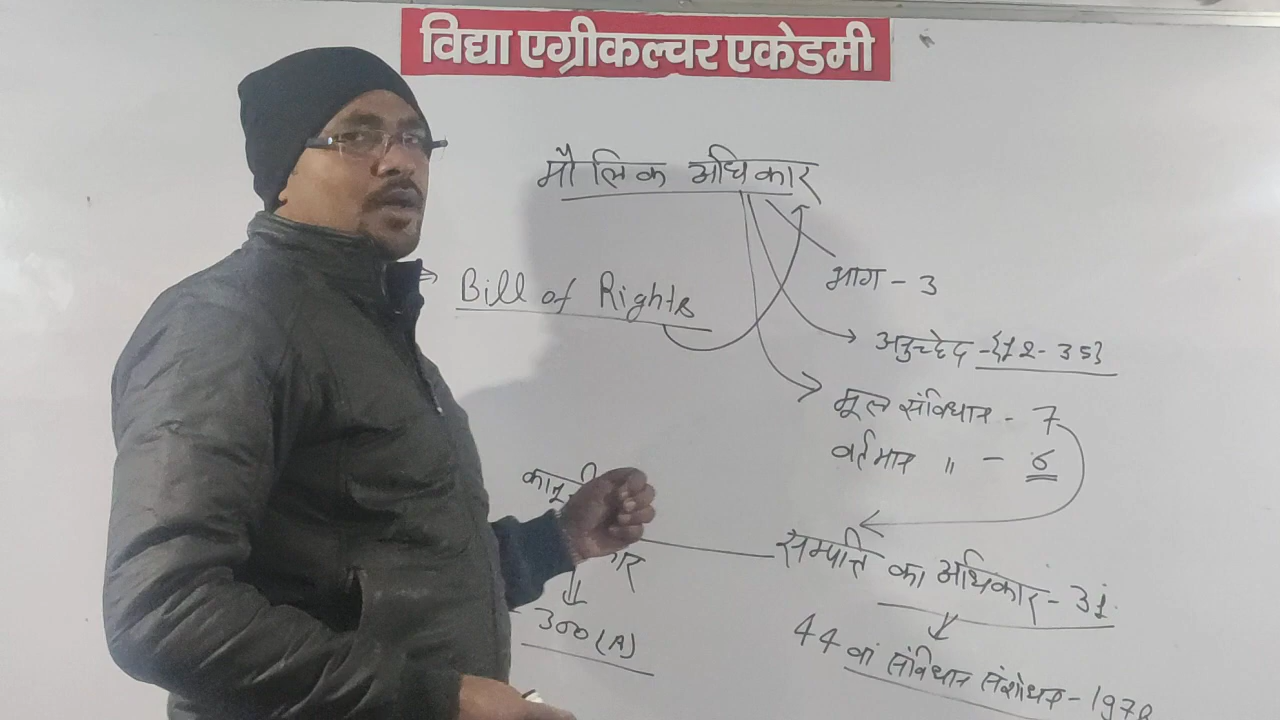 विद्या एग्रीकल्चर एकेडमी
मौलिक अधिकार
Bill of Rights
भाग - 3
अनुच्छेद - {12 - 35}
मूल संविधान - 7
वर्तमान " - 6
सम्पत्ति का अधिकार - 31
300 (A)
44 वां संविधान संशोधन - 1978